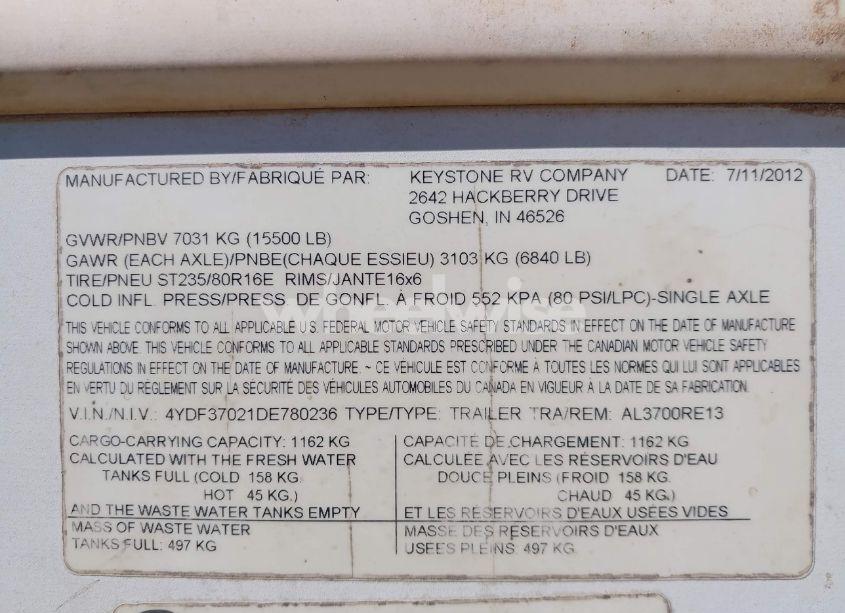 MANUFACTURED BY/FABRIQUÉ PAR: KEYSTONE RV COMPANY DATE: 7/11/2012
2642 HACKBERRY DRIVE
GOSHEN, IN 46526
GVWR/PNBV 7031 KG (15500 LB)
GAWR (EACH AXLE)/PNBE(CHAQUE ESSIEU) 3103 KG (6840 LB)
TIRE/PNEU ST235/80R16E RIMS/JANTE16x6
COLD INFL. PRESS/PRESS. DE GONFL. À FROID 552 KPA (80 PSI/LPC)-SINGLE AXLE
wheelwise
THIS VEHICLE CONFORMS TO ALL APPLICABLE U.S. FEDERAL MOTOR VEHICLE SAFETY STANDARDS IN EFFECT ON THE DATE OF MANUFACTURE
SHOWN ABOVE. THIS VEHICLE CONFORMS TO ALL APPLICABLE STANDARDS PRESCRIBED UNDER THE CANADIAN MOTOR VEHICLE SAFETY
REGULATIONS IN EFFECT ON THE DATE OF MANUFACTURE. ~ CE VÉHICULE EST CONFORME À TOUTES LES NORMES QUI LUI SONT APPLICABLES
EN VERTU DU RÈGLEMENT SUR LA SÉCURITÉ DES VÉHICULES AUTOMOBILES DU CANADA EN VIGUEUR À LA DATE DE SA FABRICATION.
V.I.N./N.I.V.: 4YDF37021DE780236 TYPE/TYPE: TRAILER TRA/REM: AL3700RE13
CARGO-CARRYING CAPACITY: 1162 KG
CALCULATED WITH THE FRESH WATER
TANKS FULL (COLD 158 KG.
HOT 45 KG.)
AND THE WASTE WATER TANKS EMPTY
MASS OF WASTE WATER
TANKS FULL: 497 KG
CAPACITÉ DE CHARGEMENT: 1162 KG
CALCULÉE AVEC LES RÉSERVOIRS D'EAU
DOUCE PLEINS (FROID 158 KG.
CHAUD 45 KG.)
ET LES RÉSERVOIRS D'EAUX USÉES VIDES
MASSE DES RÉSERVOIRS D'EAUX
USÉES PLEINS: 497 KG.